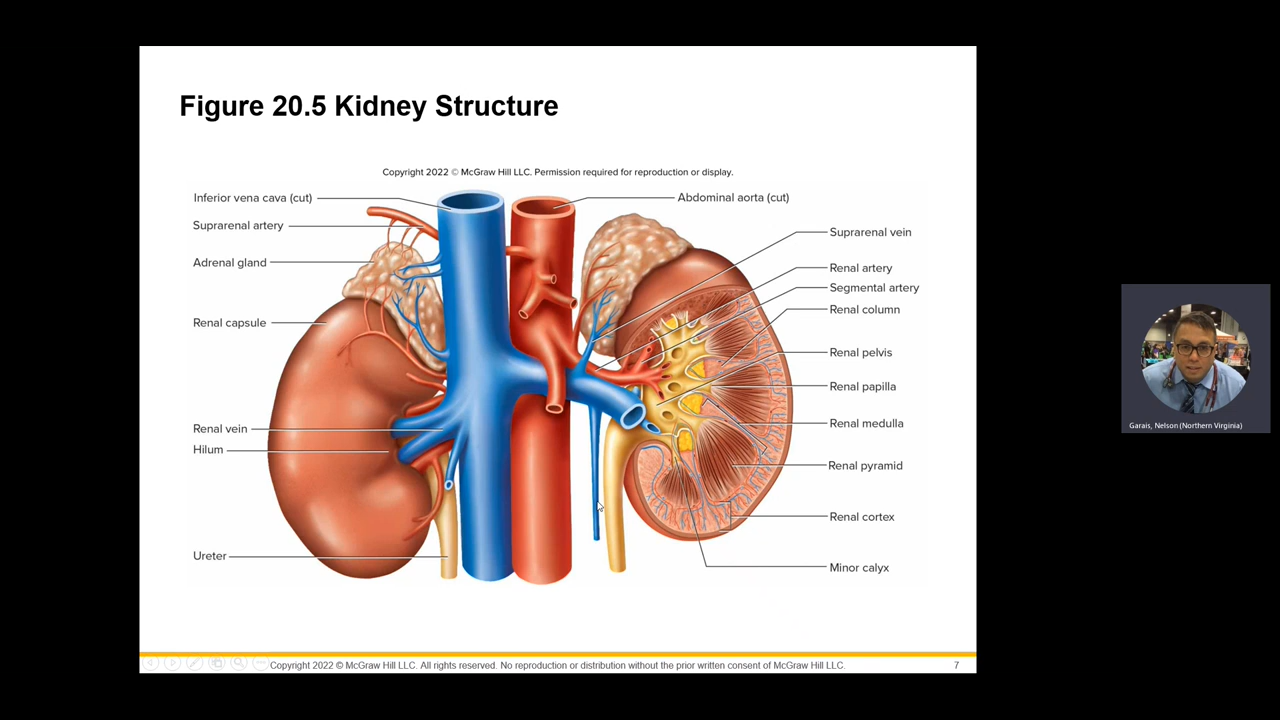 Figure 20.5 Kidney Structure
Copyright 2022 © McGraw Hill LLC. Permission required for reproduction or display.
Inferior vena cava (cut)
Suprarenal artery
Adrenal gland
Renal capsule
Renal vein
Hilum
Ureter
Abdominal aorta (cut)
Suprarenal vein
Renal artery
Segmental artery
Renal column
Renal pelvis
Renal papilla
Renal medulla
Renal pyramid
Renal cortex
Minor calyx
Copyright 2022 © McGraw Hill LLC. All rights reserved. No reproduction or distribution without the prior written consent of McGraw Hill LLC.
7
Garais, Nelson (Northern Virginia)